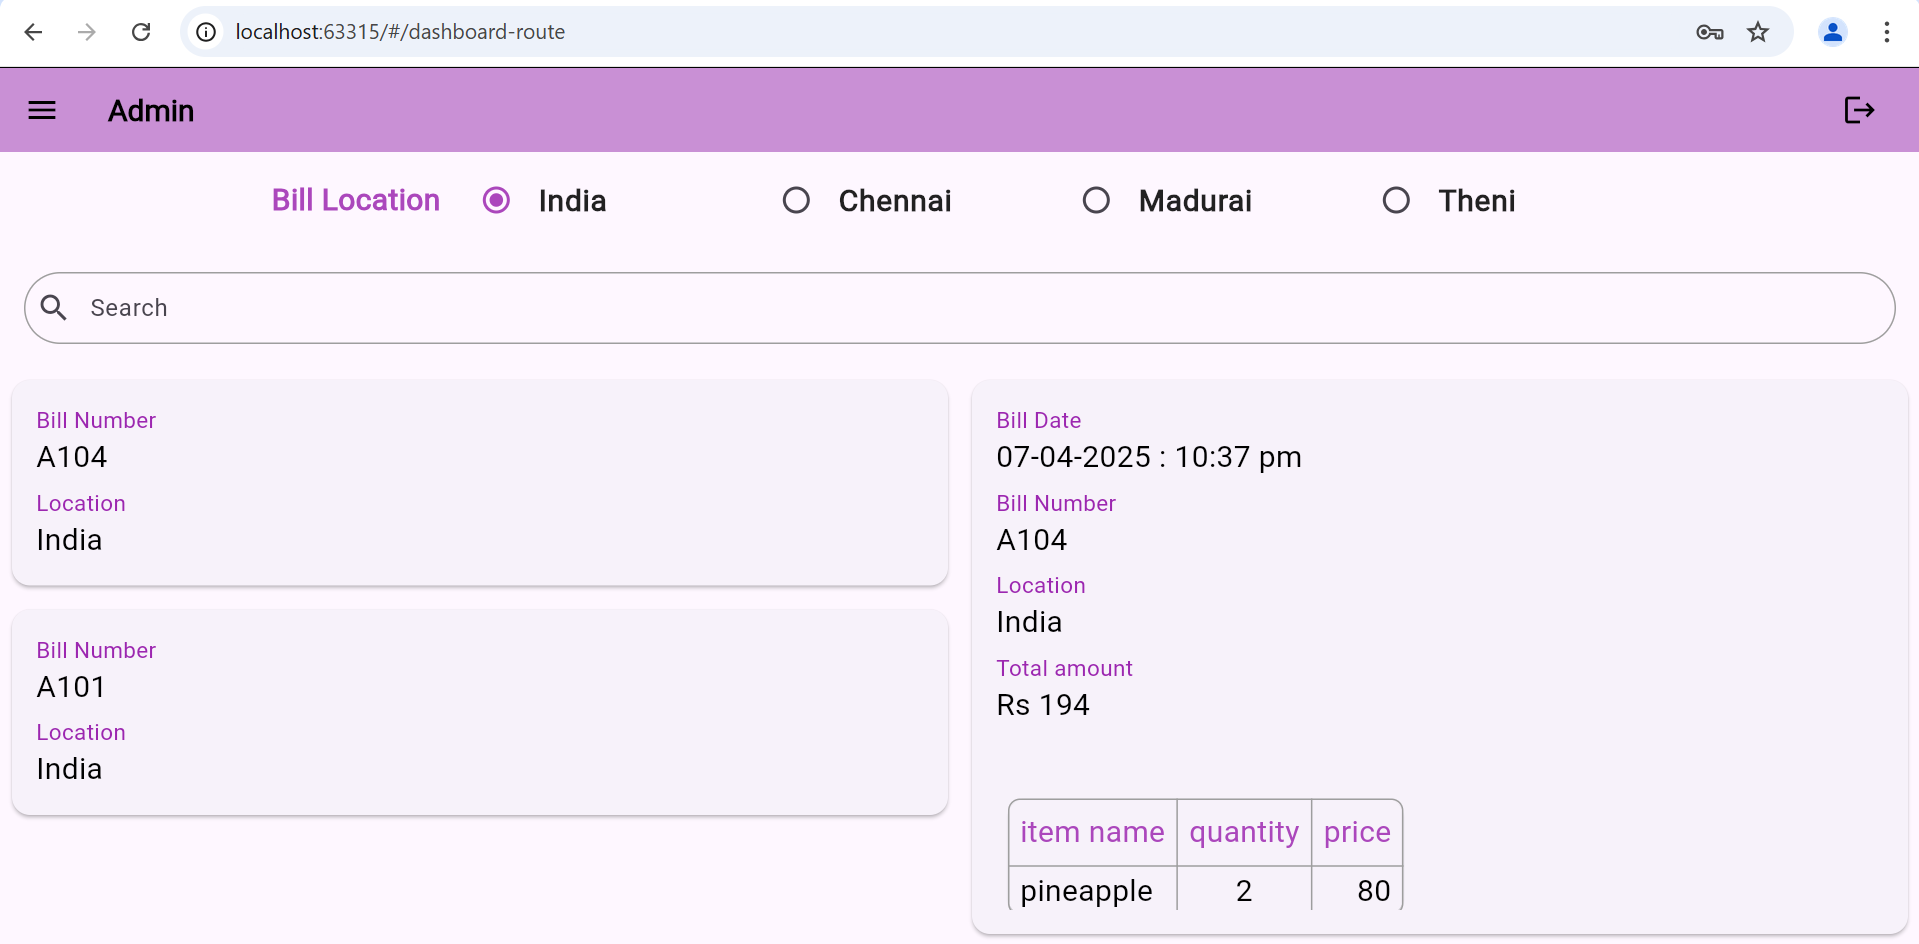 localhost:63315/#/dashboard-route
Admin
Bill Location India Chennai Madurai Theni
Search
Bill Number
A104
Location
India
Bill Number
A101
Location
India
Bill Date
07-04-2025 : 10:37 pm
Bill Number
A104
Location
India
Total amount
Rs 194
item name quantity price
pineapple 2 80